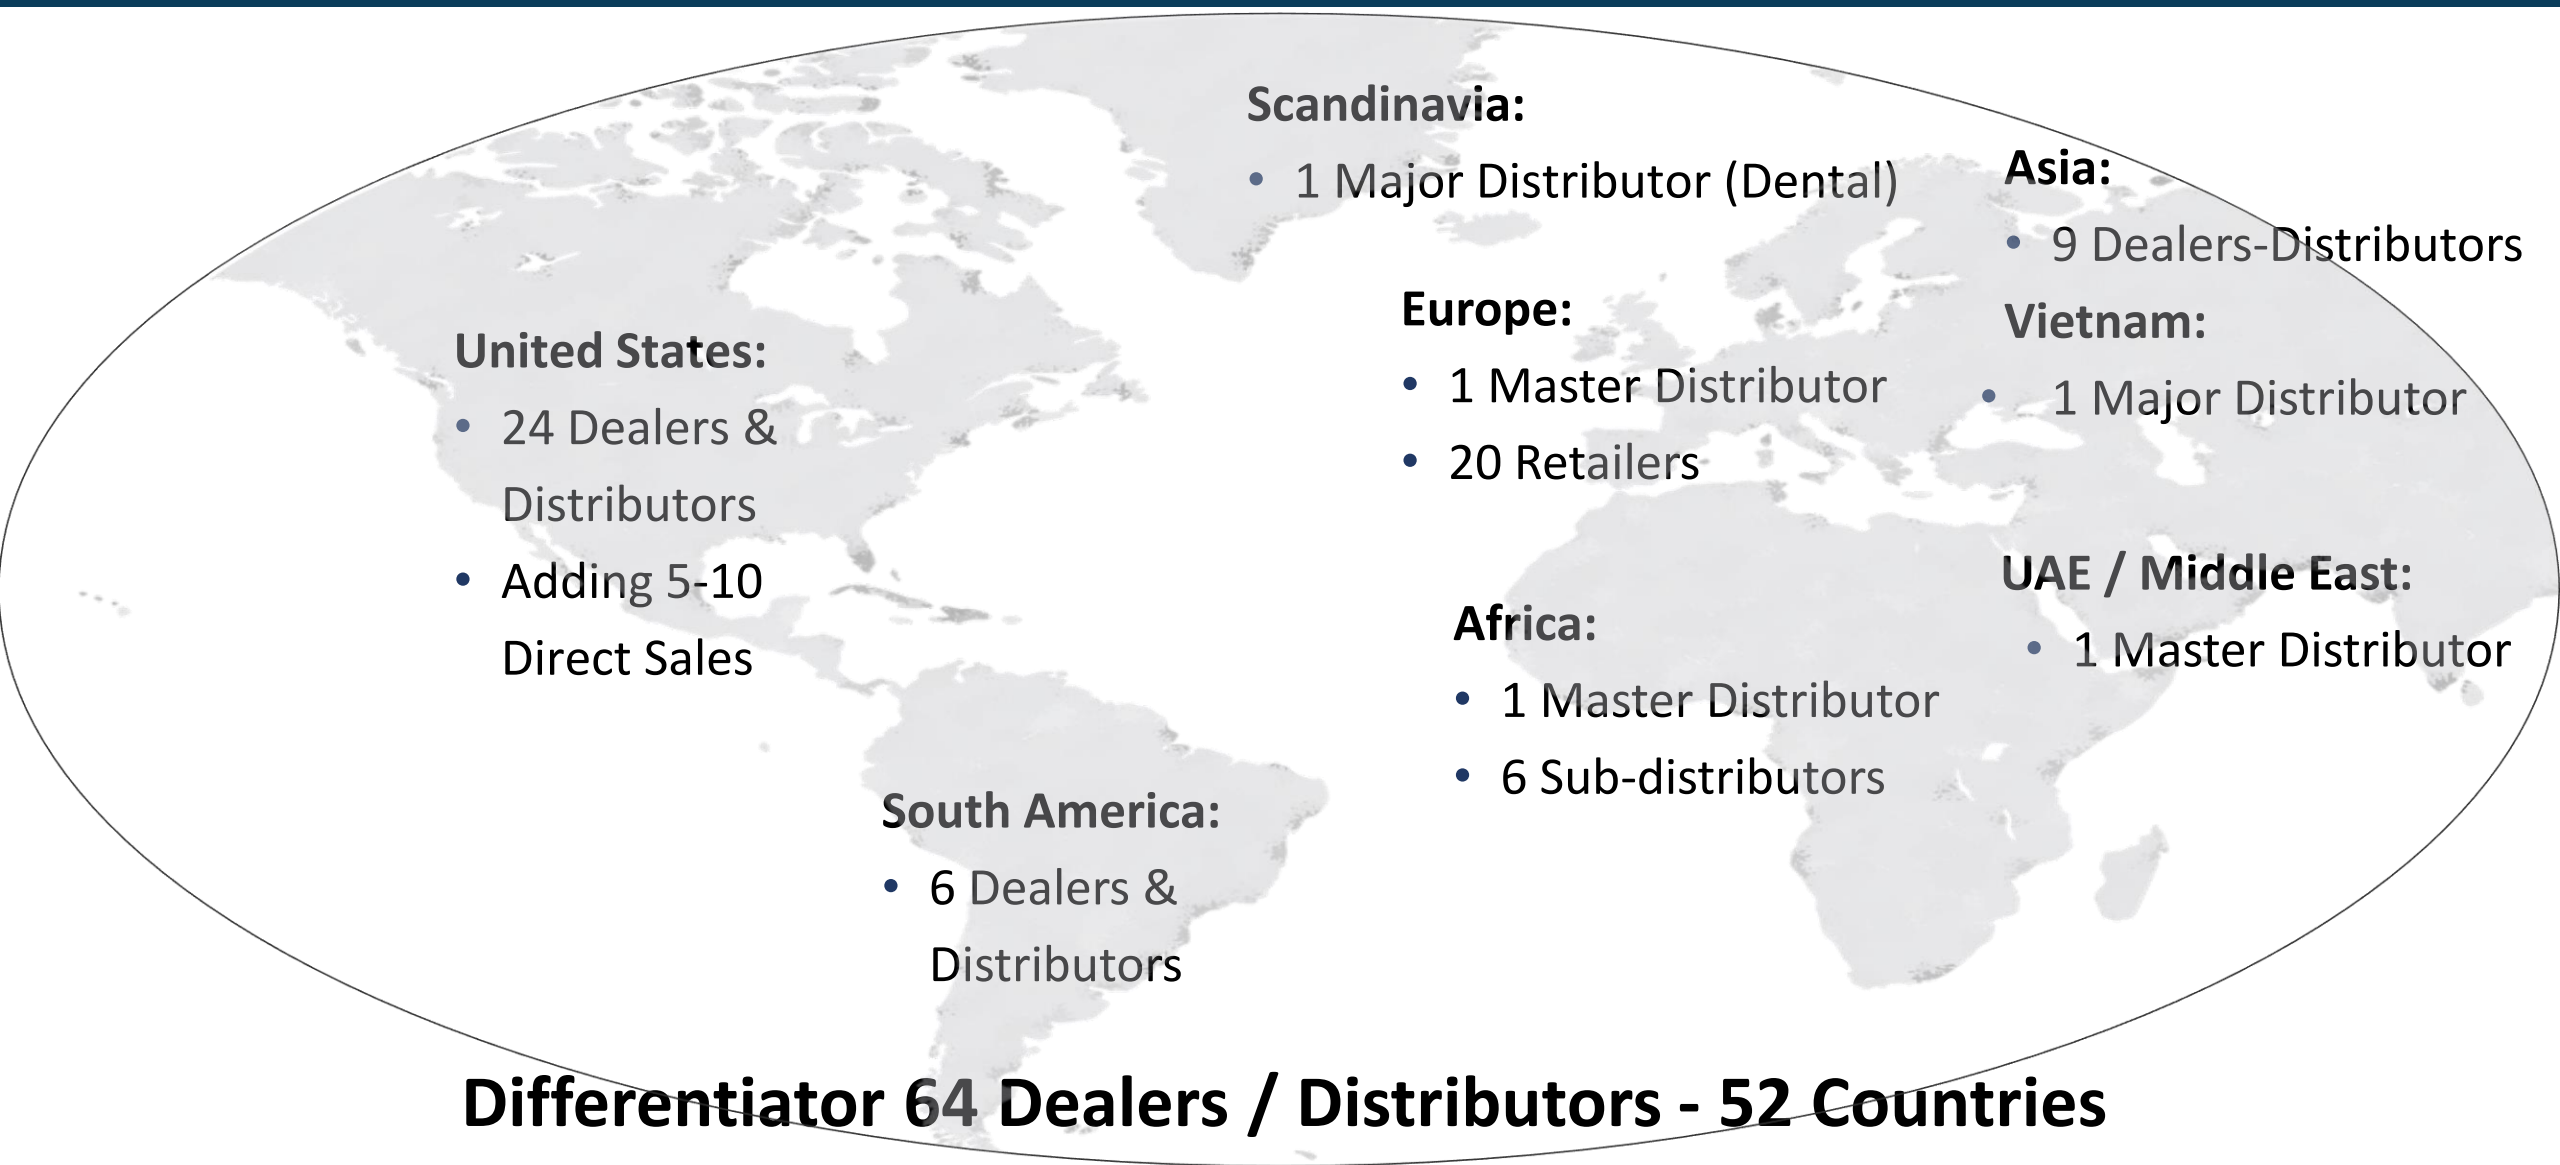 Scandinavia:
• 1 Major Distributor (Dental)
Asia:
• 9 Dealers-Distributors
Vietnam:
• 1 Major Distributor
Europe:
• 1 Master Distributor
• 20 Retailers
United States:
• 24 Dealers &
Distributors
• Adding 5-10
Direct Sales
UAE / Middle East:
• 1 Master Distributor
Africa:
• 1 Master Distributor
• 6 Sub-distributors
South America:
• 6 Dealers &
Distributors
Differentiator 64 Dealers / Distributors - 52 Countries